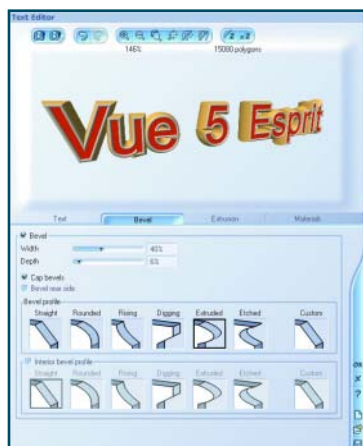 Text Editor
146% 15080 polygons
Vue 5 Esprit
Text Bevel Extrusion Materials
Bevel
Width 40%
Depth 6%
Cap bevels
Bevel rear side
Bevel profile
Straight Rounded Rising Digging Extruded Etched Custom
Interior bevel profile
Straight Rounded Rising Digging Extruded Etched Custom